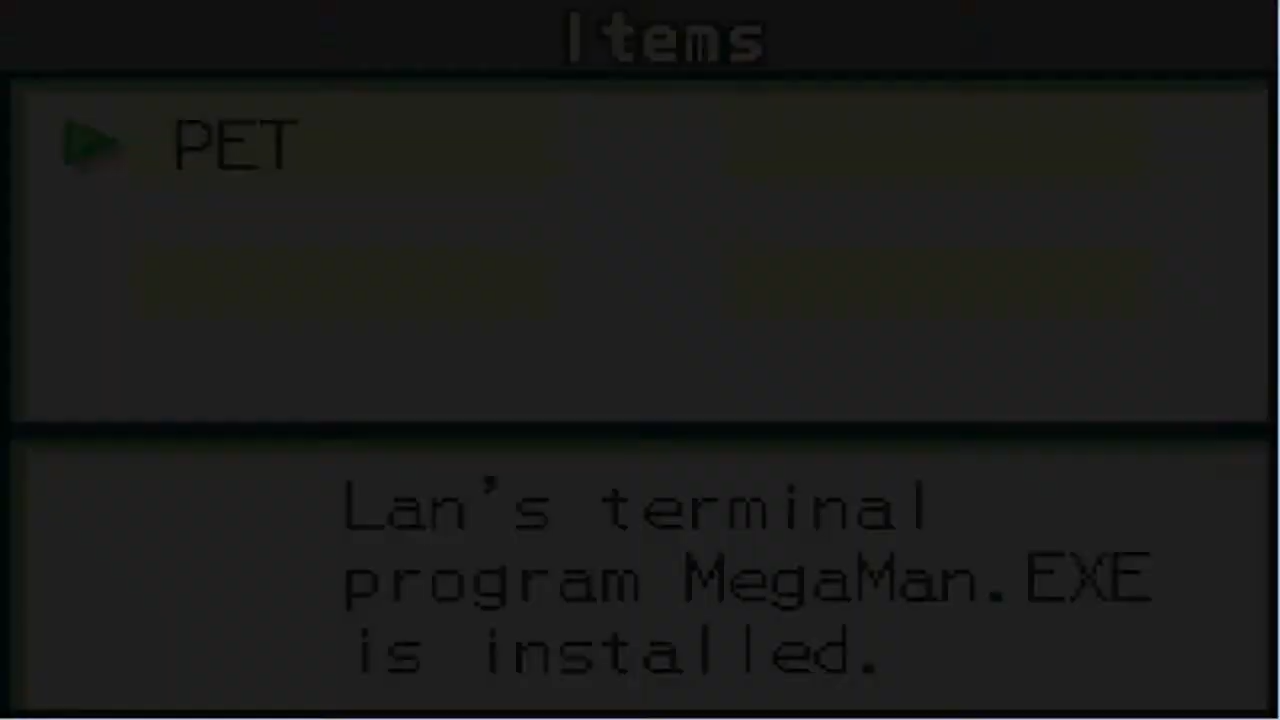 Items
PET
Lan's terminal
program MegaMan.EXE
is installed.